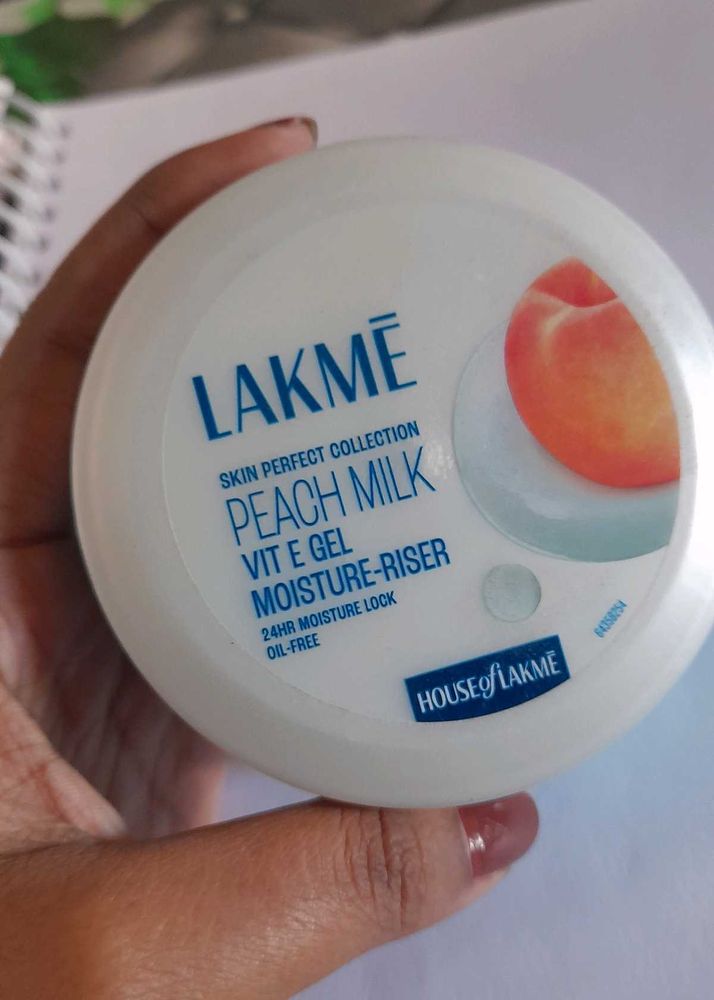 LAKMĒ
SKIN PERFECT COLLECTION
PEACH MILK
VIT E GEL
MOISTURE-RISER
24HR MOISTURE LOCK
OIL-FREE
HOUSE of LAKMĒ